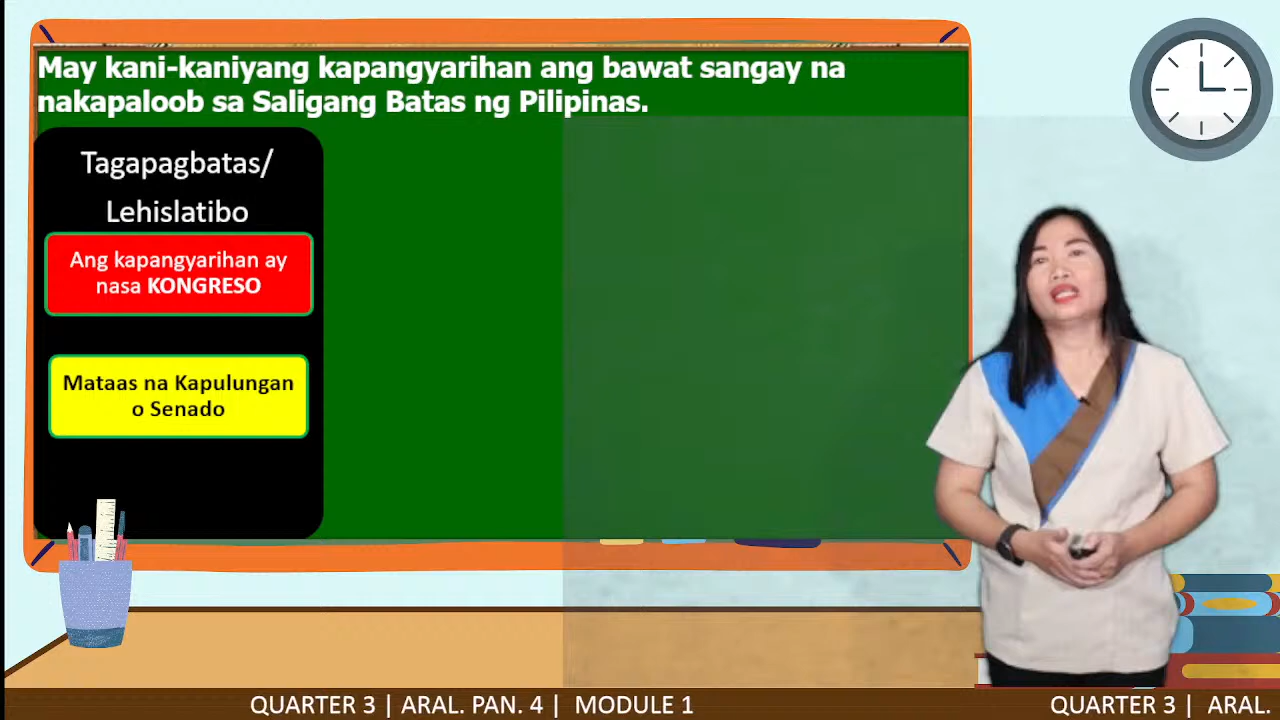 May kani-kaniyang kapangyarihan ang bawat sangay na
nakapaloob sa Saligang Batas ng Pilipinas.
Tagapagbatas/
Lehislatibo
Ang kapangyarihan ay
nasa KONGRESO
Mataas na Kapulungan
o Senado
QUARTER 3 | ARAL. PAN. 4 | MODULE 1
QUARTER 3 | ARAL.